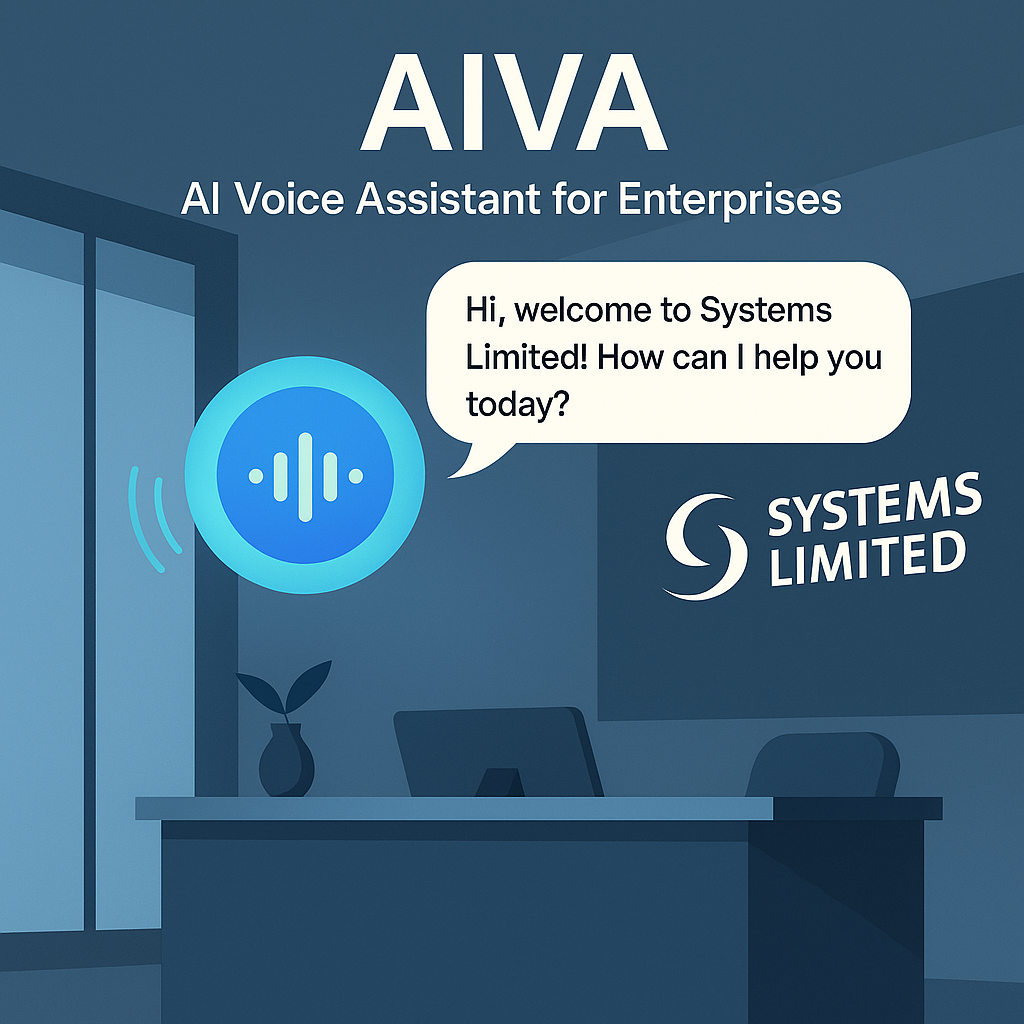 AIVA
AI Voice Assistant for Enterprises
Hi, welcome to Systems
Limited! How can I help you
today?
SYSTEMS
LIMITED